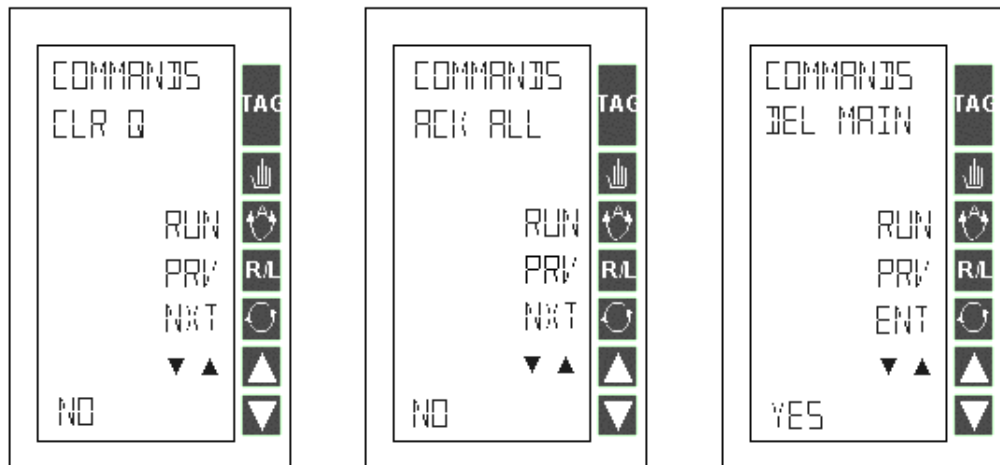 COMMANDS
CLR Q
RUN
PRV
NXT
▼ ▲
NO
TAG
R/L
COMMANDS
ACK ALL
RUN
PRV
NXT
▼ ▲
NO
TAG
R/L
COMMANDS
DEL MAIN
RUN
PRV
ENT
▼ ▲
YES
TAG
R/L